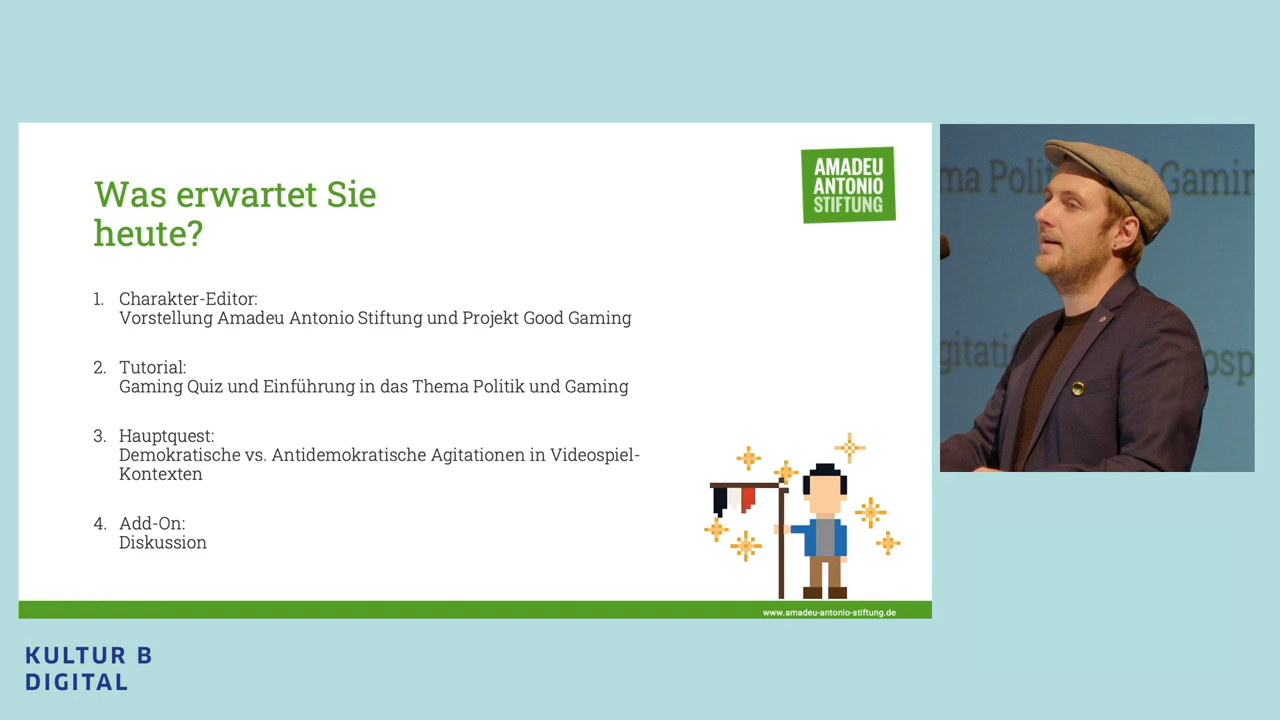 Was erwartet Sie
heute?
AMADEU
ANTONIO
STIFTUNG
1. Charakter-Editor:
Vorstellung Amadeu Antonio Stiftung und Projekt Good Gaming
2. Tutorial:
Gaming Quiz und Einführung in das Thema Politik und Gaming
3. Hauptquest:
Demokratische vs. Antidemokratische Agitationen in Videospiel-
Kontexten
4. Add-On:
Diskussion
www.amadeu-antonio-stiftung.de
KULTUR B
DIGITAL